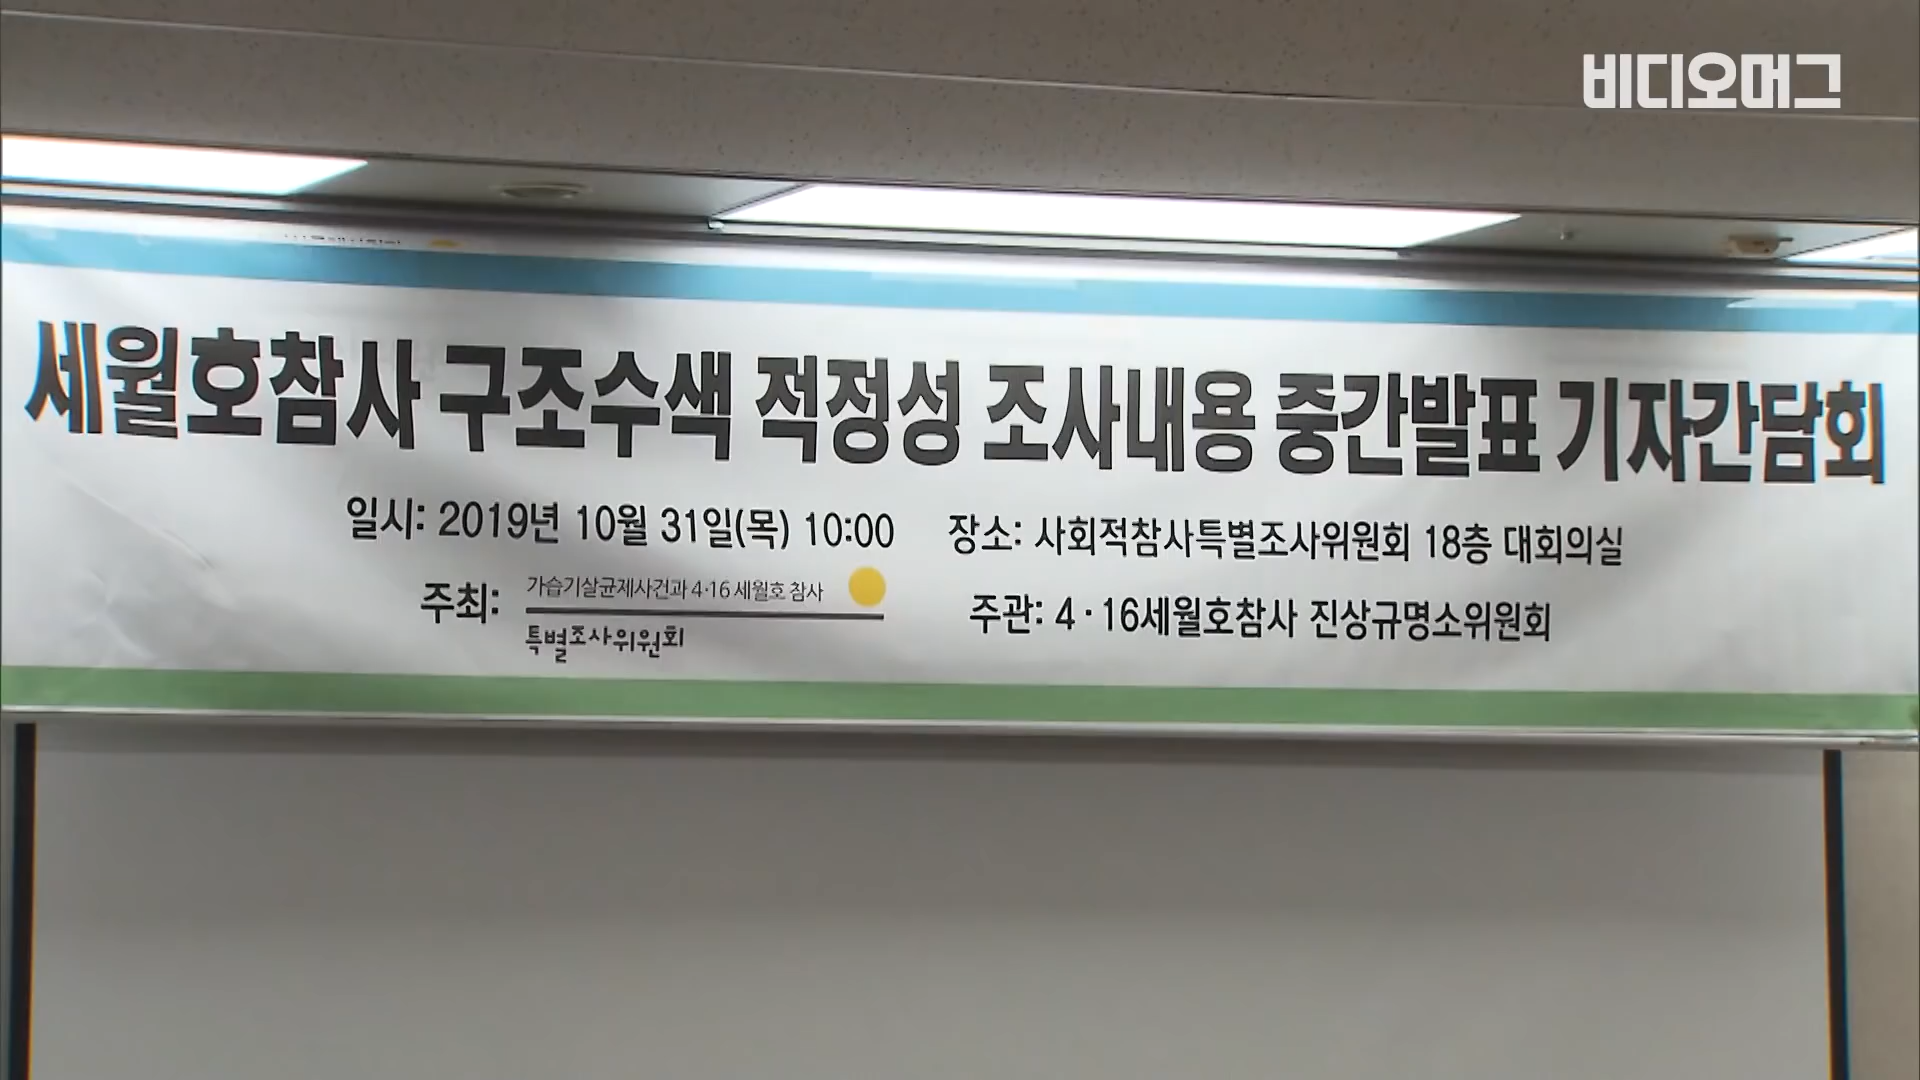 비디오머그
세월호참사 구조수색 적정성 조사내용 중간발표 기자간담회
일시: 2019년 10월 31일(목) 10:00 장소: 사회적참사특별조사위원회 18층 대회의실
주최: 가습기살균제사건과 4·16 세월호 참사
특별조사위원회
주관: 4·16세월호참사 진상규명소위원회